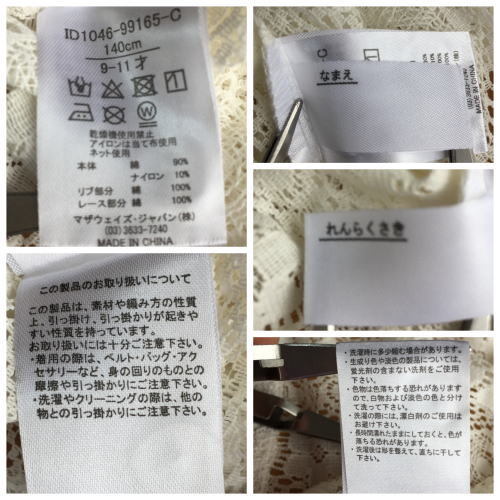 ID1046-99165-C
140cm
9-11才
乾燥機使用禁止
アイロンは当て布使用
ネット使用
本体 綿 90%
ナイロン 10%
リブ部分 綿 100%
レース部分 綿 100%
マザウェイズ・ジャパン(株)
(03)3633-7240
MADE IN CHINA
なまえ
(03)3633-7240
MADE IN CHINA
れんらくさき
この製品のお取り扱いについて
この製品は、素材や編み方の性質
上、引っ掛け、引っ掛かりが起きや
すい性質を持っています。
お取り扱いには十分ご注意下さい。
・着用の際は、ベルト・バッグ・アク
セサリーなど、身の回りのものとの
摩擦や引っ掛かりにご注意下さい。
・洗濯やクリーニングの際は、他の
物との引っ掛かりにご注意下さい。
・洗濯時に多少縮む場合があります。
・生成り色や淡色の製品については、
蛍光剤の含まない洗剤をご使用
下さい。
・色物は色落ちする恐れがあります
ので、白物および淡色の色と分け
て洗って下さい。
・洗濯の際には、漂白剤のご使用は
お避け下さい。
・長時間濡れたままにしておくと、色が
落ちる恐れがあります。
・洗濯後は形を整えて、直ちに干して
下さい。